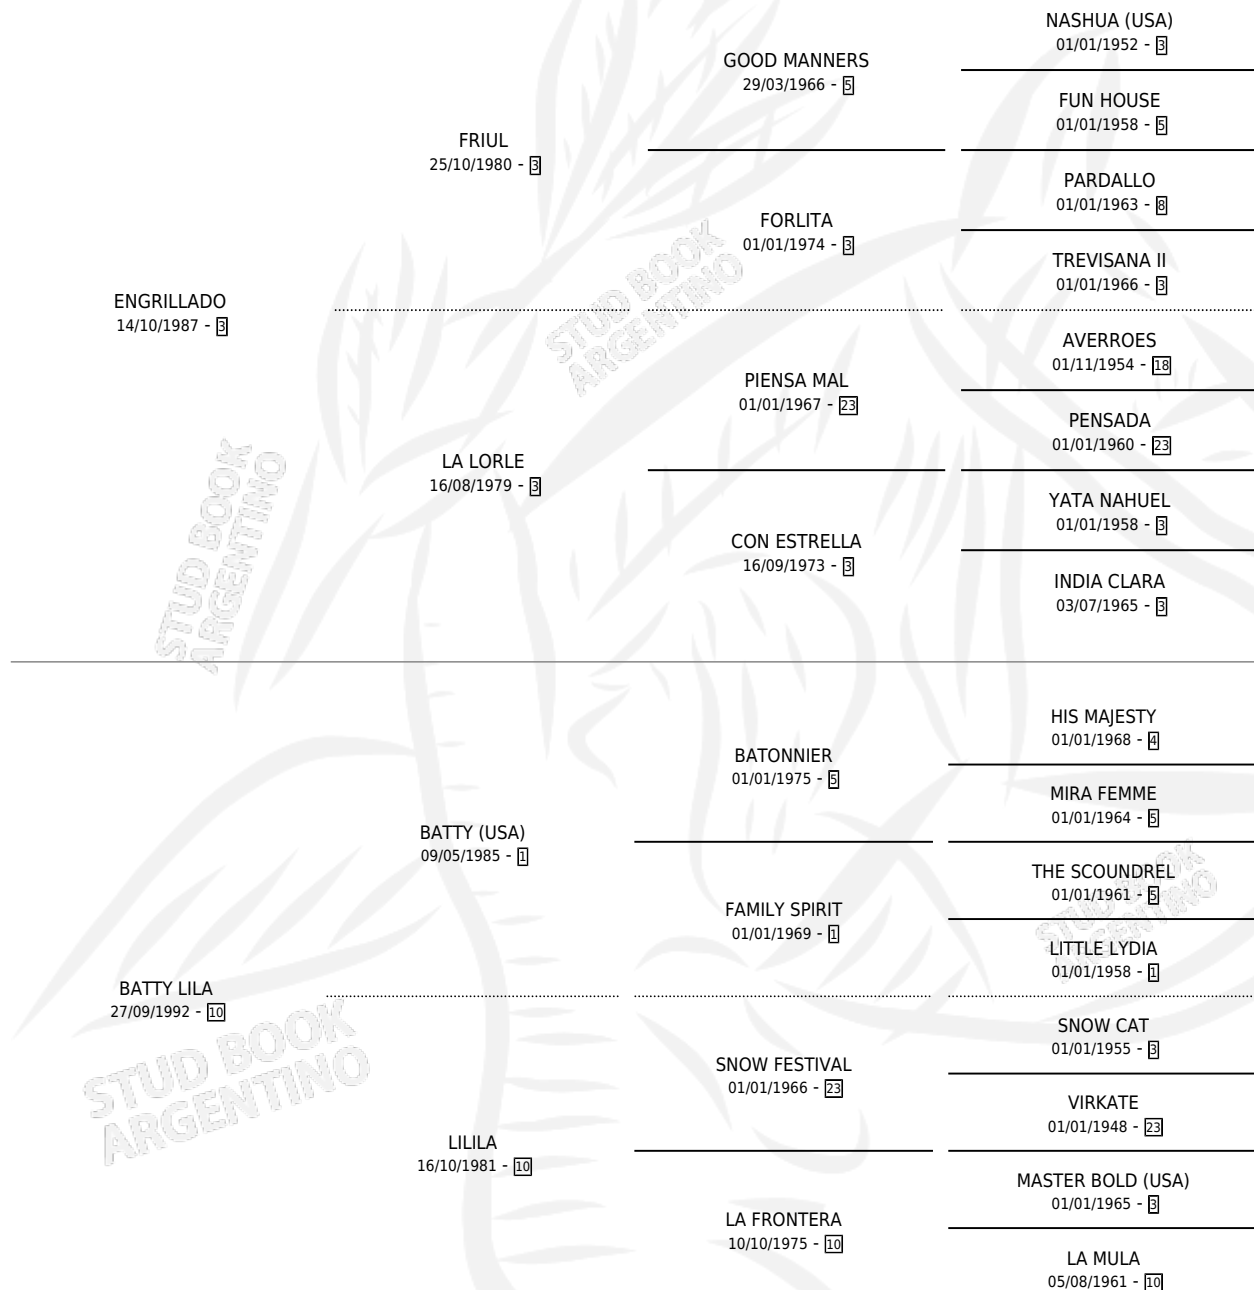 NASHUA (USA)
01/01/1952 - 3
GOOD MANNERS
29/03/1966 - 5
FUN HOUSE
01/01/1958 - 5
FRIUL
25/10/1980 - 3
PARDALLO
01/01/1963 - 8
FORLITA
01/01/1974 - 3
TREVISANA II
01/01/1966 - 3
STUD BOOK
ARGENTINO
ENGRILLADO
14/10/1987 - 3
AVERROES
01/11/1954 - 18
PIENSA MAL
01/01/1967 - 23
PENSADA
01/01/1960 - 23
LA LORLE
16/08/1979 - 3
YATA NAHUEL
01/01/1958 - 3
CON ESTRELLA
16/09/1973 - 3
INDIA CLARA
03/07/1965 - 3
STUD BOOK
ARGENTINO
HIS MAJESTY
01/01/1968 - 4
BATONNIER
01/01/1975 - 5
MIRA FEMME
01/01/1964 - 5
BATTY (USA)
09/05/1985 - 1
THE SCOUNDREL
01/01/1961 - 5
FAMILY SPIRIT
01/01/1969 - 1
LITTLE LYDIA
01/01/1958 - 1
STUD BOOK
ARGENTINO
BATTY LILA
27/09/1992 - 10
SNOW CAT
01/01/1955 - 3
SNOW FESTIVAL
01/01/1966 - 23
VIRKATE
01/01/1948 - 23
STUD BOOK
ARGENTINO
LILILA
16/10/1981 - 10
MASTER BOLD (USA)
01/01/1965 - 3
LA FRONTERA
10/10/1975 - 10
LA MULA
05/08/1961 - 10